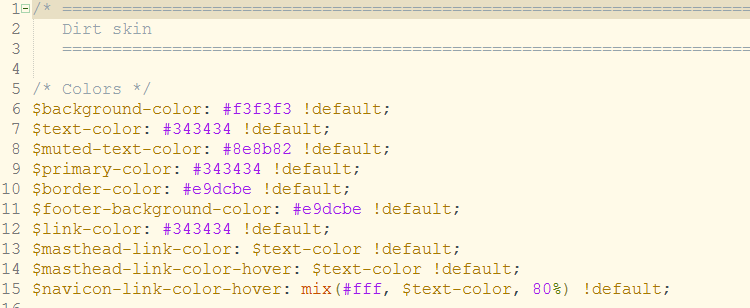 1 /* ==========================================================================
2 Dirt skin
3 ==========================================================================
4
5 /* Colors */
6 $background-color: #f3f3f3 !default;
7 $text-color: #343434 !default;
8 $muted-text-color: #8e8b82 !default;
9 $primary-color: #343434 !default;
10 $border-color: #e9dcbe !default;
11 $footer-background-color: #e9dcbe !default;
12 $link-color: #343434 !default;
13 $masthead-link-color: $text-color !default;
14 $masthead-link-color-hover: $text-color !default;
15 $navicon-link-color-hover: mix(#fff, $text-color, 80%) !default;